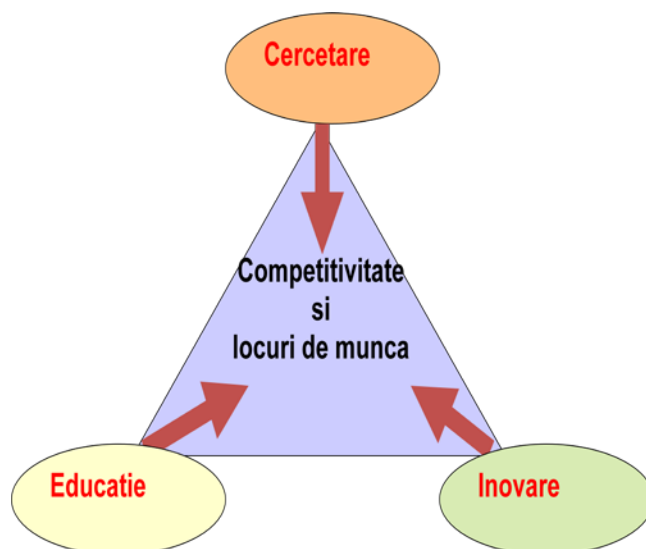 Cercetare
Competitivitate
si
locuri de munca
Educatie
Inovare